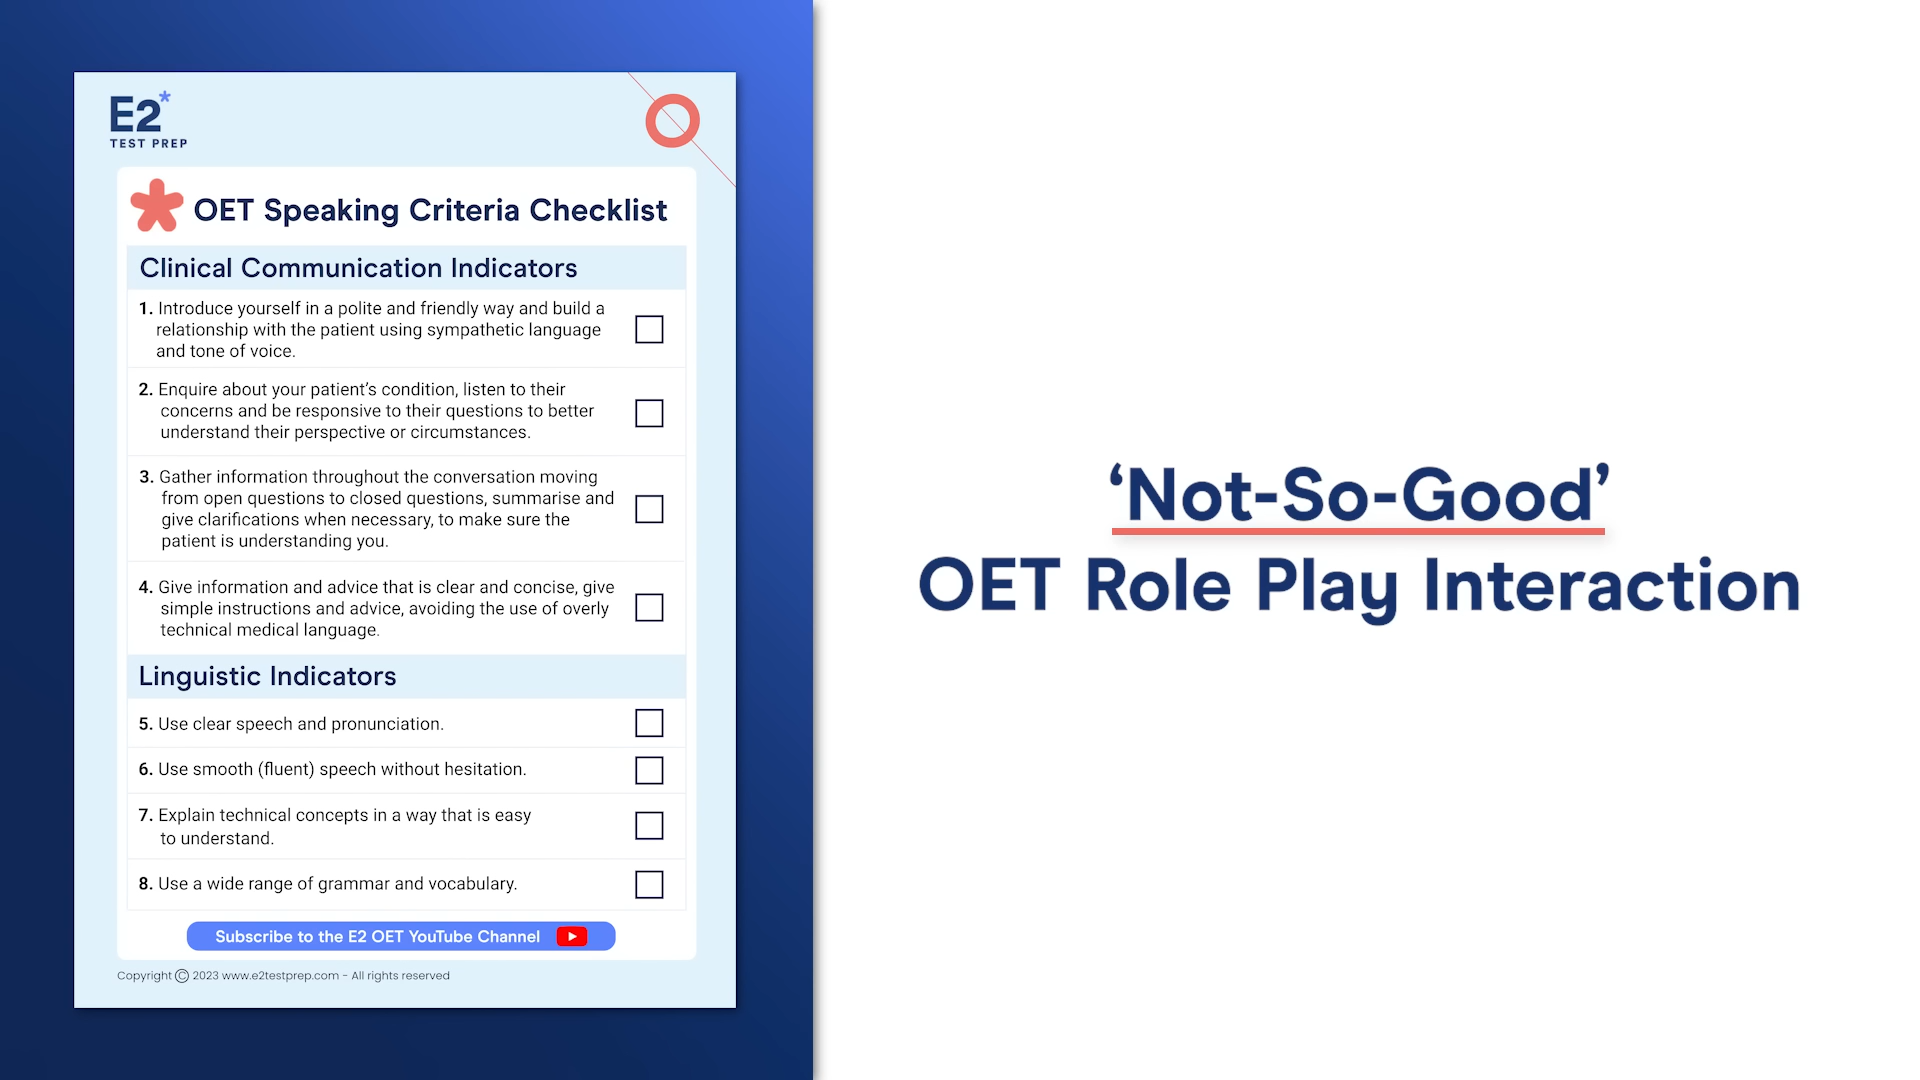 E2*
TEST PREP
OET Speaking Criteria Checklist
Clinical Communication Indicators
1. Introduce yourself in a polite and friendly way and build a
relationship with the patient using sympathetic language
and tone of voice.
2. Enquire about your patient’s condition, listen to their
concerns and be responsive to their questions to better
understand their perspective or circumstances.
3. Gather information throughout the conversation moving
from open questions to closed questions, summarise and
give clarifications when necessary, to make sure the
patient is understanding you.
4. Give information and advice that is clear and concise, give
simple instructions and advice, avoiding the use of overly
technical medical language.
Linguistic Indicators
5. Use clear speech and pronunciation.
6. Use smooth (fluent) speech without hesitation.
7. Explain technical concepts in a way that is easy
to understand.
8. Use a wide range of grammar and vocabulary.
Subscribe to the E2 OET YouTube Channel
Copyright © 2023 www.e2testprep.com - All rights reserved
‘Not-So-Good’
OET Role Play Interaction